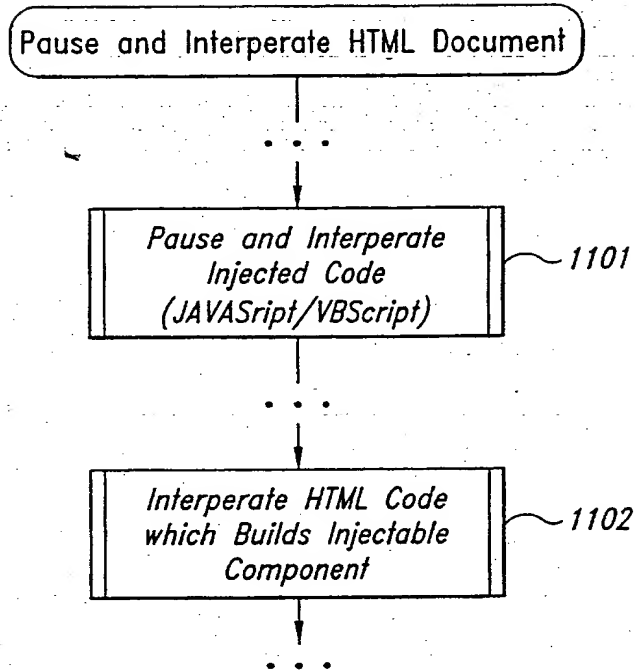 Pause and Interperate HTML Document
. . .
Pause and Interperate
Injected Code
(JAVASript/VBScript)
1101
. . .
Interperate HTML Code
which Builds Injectable
Component
1102
. . .